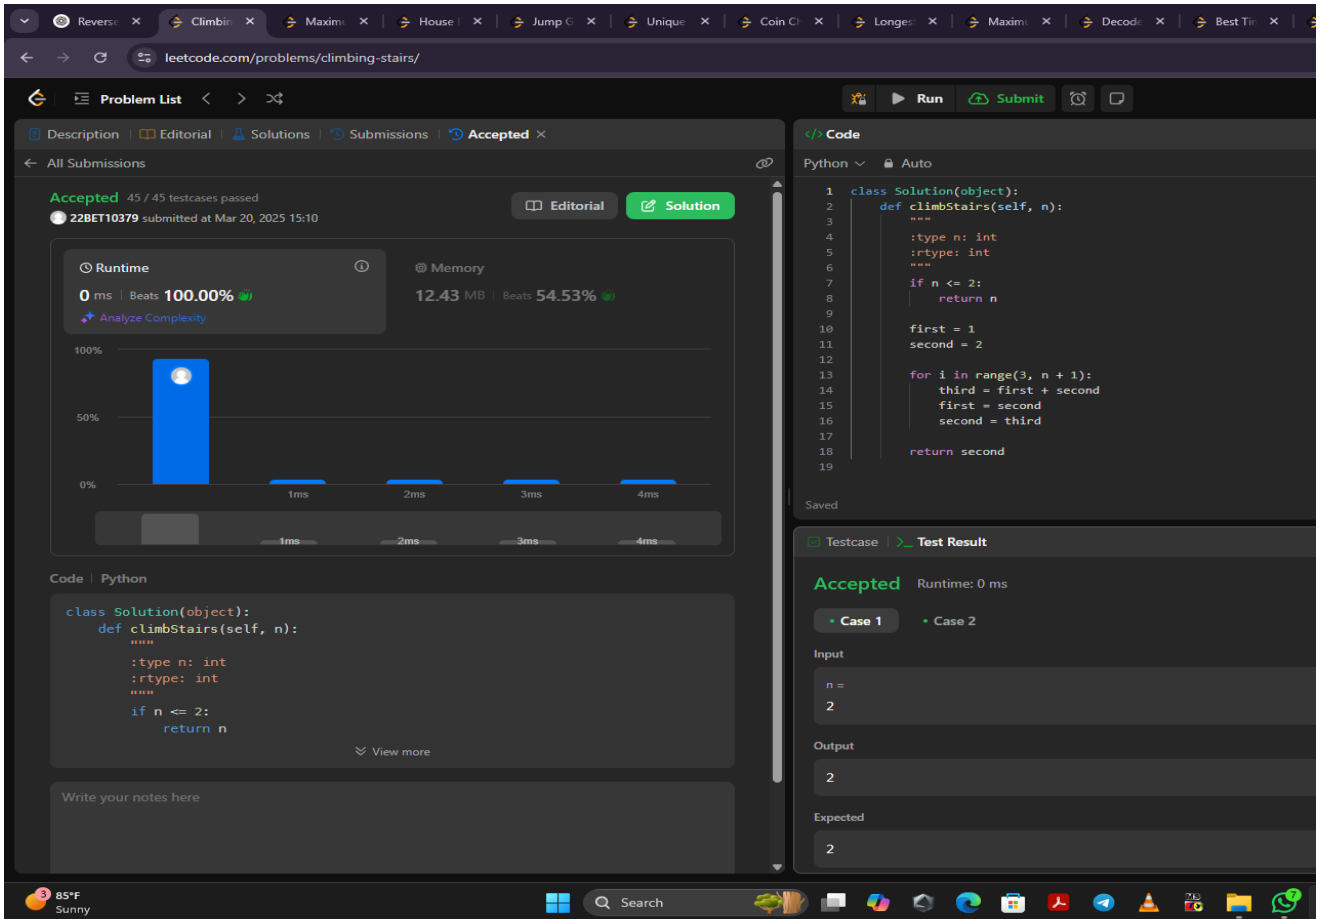 Reverse
Climbin
Maximu
House
Jump G
Unique
Coin Ch
Longes
Maximu
Decode
Best Tin
leetcode.com/problems/climbing-stairs/
Problem List
Run
Submit
Description
Editorial
Solutions
Submissions
Accepted
</> Code
All Submissions
Python
Auto
Accepted 45 / 45 testcases passed
22BET10379 submitted at Mar 20, 2025 15:10
Editorial
Solution
Runtime
0 ms | Beats 100.00%
Analyze Complexity
Memory
12.43 MB | Beats 54.53%
100%
50%
0%
1ms
2ms
3ms
4ms
1ms
2ms
3ms
4ms
Code | Python
class Solution(object):
def climbStairs(self, n):
"""
:type n: int
:rtype: int
"""
if n <= 2:
return n
View more
Write your notes here
1 class Solution(object):
2 def climbStairs(self, n):
3 """
4 :type n: int
5 :rtype: int
6 """
7 if n <= 2:
8 return n
9
10 first = 1
11 second = 2
12
13 for i in range(3, n + 1):
14 third = first + second
15 first = second
16 second = third
17
18 return second
19
Saved
Testcase
>_ Test Result
Accepted Runtime: 0 ms
• Case 1
• Case 2
Input
n =
2
Output
2
Expected
2
3
85°F
Sunny
Search
7